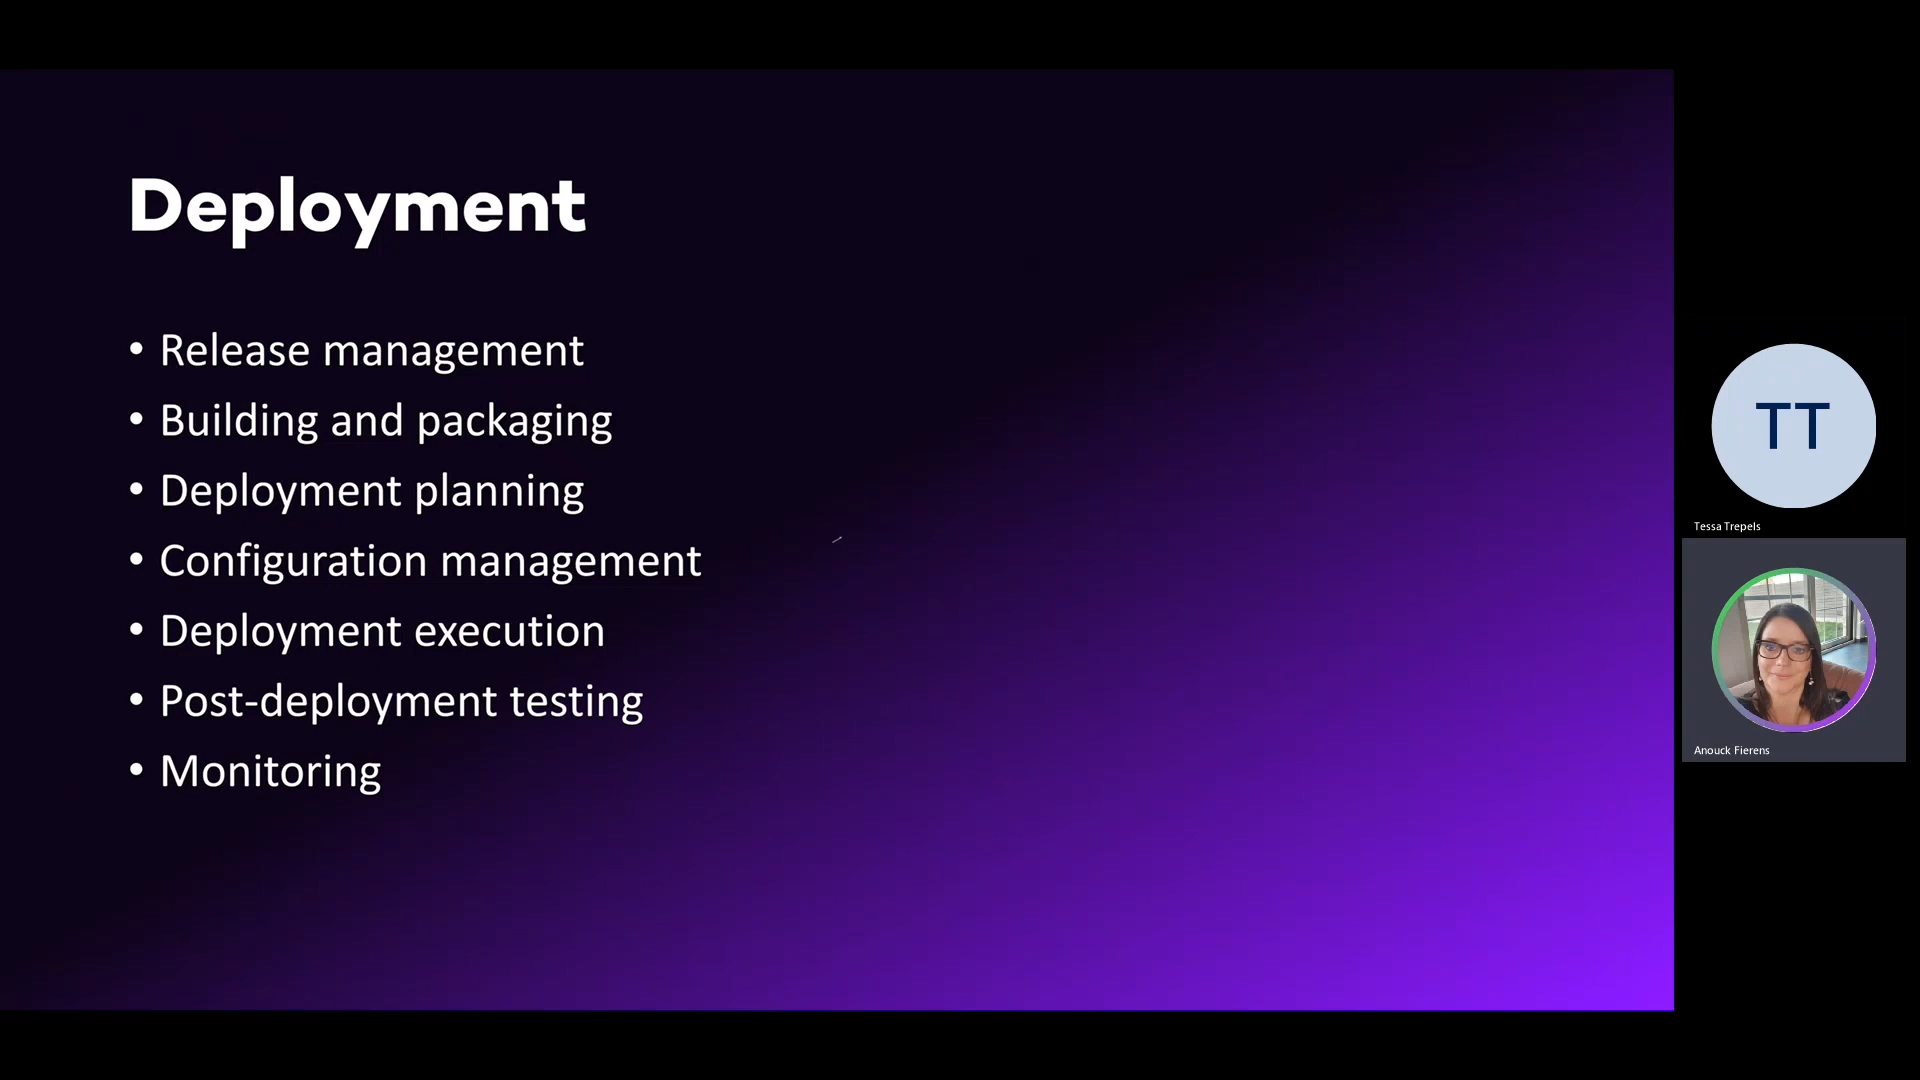 Deployment
• Release management
• Building and packaging
• Deployment planning
• Configuration management
• Deployment execution
• Post-deployment testing
• Monitoring
TT
Tessa Trepels
Anouck Fierens